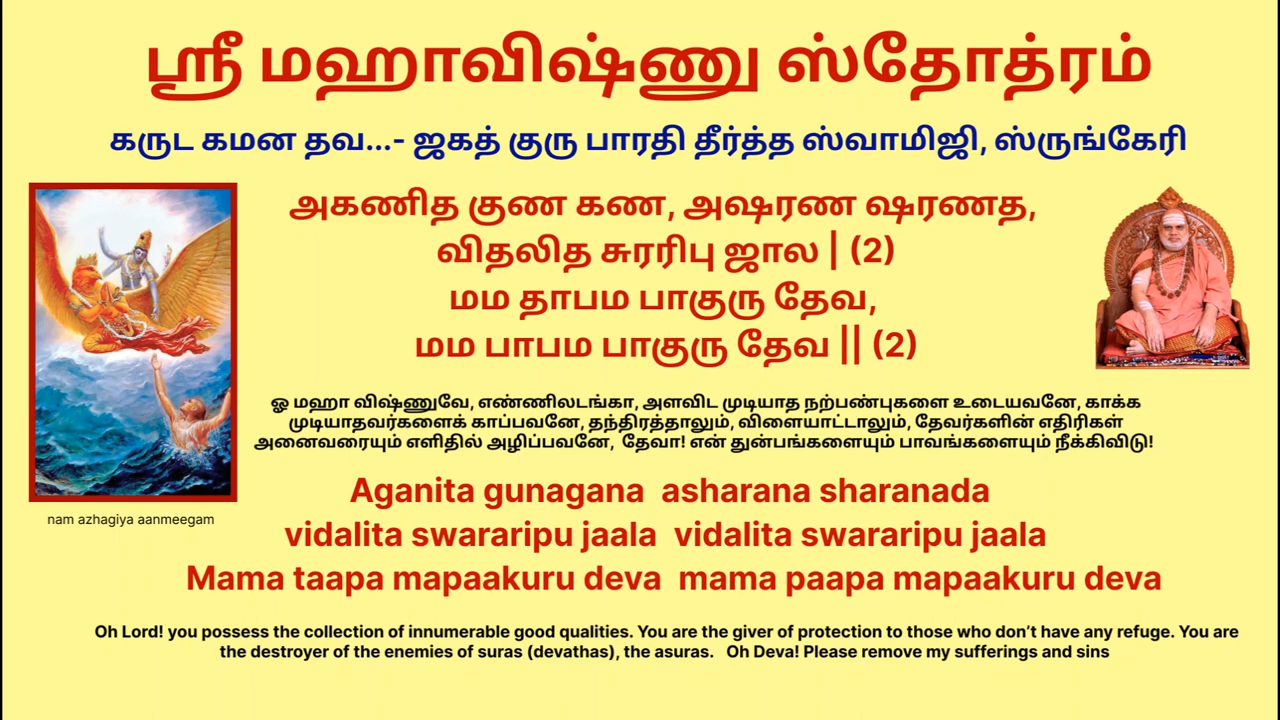 ஸ்ரீ மஹாவிஷ்ணு ஸ்தோத்ரம்
கருட கமன தவ...- ஜகத் குரு பாரதி தீர்த்த ஸ்வாமிஜி, ஸ்ருங்கேரி
அகணித குண கண, அஷரண ஷரணத,
விதலித சுரரிபு ஜால | (2)
மம தாபம பாகுரு தேவ,
மம பாபம பாகுரு தேவ || (2)
ஓ மஹா விஷ்ணுவே, எண்ணிலடங்கா, அளவிட முடியாத நற்பண்புகளை உடையவனே, காக்க
முடியாதவர்களைக் காப்பவனே, தந்திரத்தாலும், விளையாட்டாலும், தேவர்களின் எதிரிகள்
அனைவரையும் எளிதில் அழிப்பவனே, தேவா! என் துன்பங்களையும் பாவங்களையும் நீக்கிவிடு!
Aganita gunagana asharana sharanada
nam azhagiya aanmeegam
vidalita swararipu jaala vidalita swararipu jaala
Mama taapa mapaakuru deva mama paapa mapaakuru deva
Oh Lord! you possess the collection of innumerable good qualities. You are the giver of protection to those who don't have any refuge. You are
the destroyer of the enemies of suras (devathas), the asuras. Oh Deva! Please remove my sufferings and sins